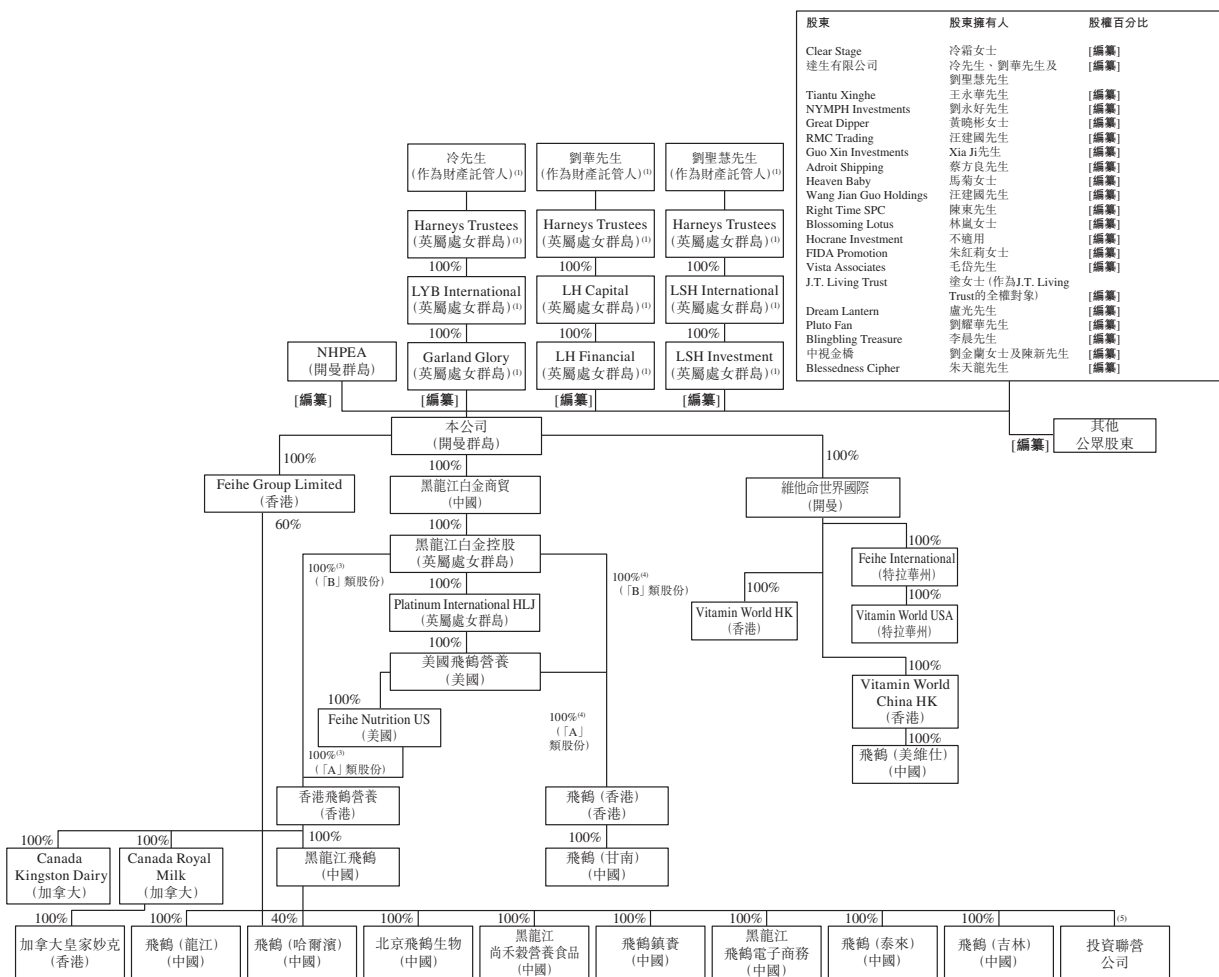 股東 股東擁有人 股權百分比
Clear Stage 冷霜女士 [編纂]
達生有限公司 冷先生、劉華先生及 [編纂]
劉聖慧先生
Tiantu Xinghe 王永華先生 [編纂]
NYMPH Investments 劉永好先生 [編纂]
Great Dipper 黃曉彬女士 [編纂]
RMC Trading 汪建國先生 [編纂]
Guo Xin Investments Xia Ji先生 [編纂]
Adroit Shipping 蔡方良先生 [編纂]
Heaven Baby 馬菊女士 [編纂]
Wang Jian Guo Holdings 汪建國先生 [編纂]
Right Time SPC 陳東先生 [編纂]
Blossoming Lotus 林嵐女士 [編纂]
Hocrane Investment 不適用 [編纂]
FIDA Promotion 朱紅莉女士 [編纂]
Vista Associates 毛岱先生 [編纂]
J.T. Living Trust 塗女士 (作為J.T. Living
Trust的全權對象) [編纂]
Dream Lantern 盧光先生 [編纂]
Pluto Fan 劉耀華先生 [編纂]
Blingbling Treasure 李晨先生 [編纂]
中視金橋 劉金蘭女士及陳新先生 [編纂]
Blessedness Cipher 朱天龍先生 [編纂]
冷先生 劉華先生 劉聖慧先生
(作為財產託管人)(1) (作為財產託管人)(1) (作為財產託管人)(1)
Harneys Trustees Harneys Trustees Harneys Trustees
(英屬處女群島)(1) (英屬處女群島)(1) (英屬處女群島)(1)
100% 100% 100%
LYB International LH Capital LSH International
(英屬處女群島)(1) (英屬處女群島)(1) (英屬處女群島)(1)
100% 100% 100%
NHPEA Garland Glory LH Financial LSH Investment
(開曼群島) (英屬處女群島)(1) (英屬處女群島)(1) (英屬處女群島)(1)
[編纂] [編纂] [編纂] [編纂]
本公司 其他
(開曼群島) [編纂] 公眾股東
100% 100% 100%
Feihe Group Limited 黑龍江白金商貿 維他命世界國際
(香港) (中國) (開曼)
60% 100%
黑龍江白金控股 100%
(英屬處女群島) Feihe International
100%(3) 100% 100%(4) 100% (特拉華州)
(「B」類股份) (「B」類股份) 100%
Platinum International HLJ Vitamin World HK Vitamin World USA
(英屬處女群島) (香港) (特拉華州)
100%
美國飛鶴營養 100%
(美國) Vitamin World
100% China HK
Feihe Nutrition US 100%(4) (香港)
(美國) (「A」
類股份) 100%
100%(3) 飛鶴 (美維仕)
(「A」類股份) (中國)
香港飛鶴營養 飛鶴 (香港)
(香港) (香港)
100% 100% 100% 100%
Canada Canada Royal 黑龍江飛鶴 飛鶴 (甘南)
Kingston Dairy Milk (中國) (中國)
(加拿大) (加拿大)
100% 100% 40% 100% 100% 100% 100% 100% 100% (5)
加拿大皇家妙克 飛鶴 (龍江) 飛鶴 (哈爾濱) 北京飛鶴生物 黑龍江 飛鶴鎮賚 黑龍江 飛鶴 (泰來) 飛鶴 (吉林) 投資聯營
(香港) (中國) (中國) (中國) 尚禾穀營養食品 (中國) 飛鶴電子商務 (中國) (中國) 公司
(中國) (中國)